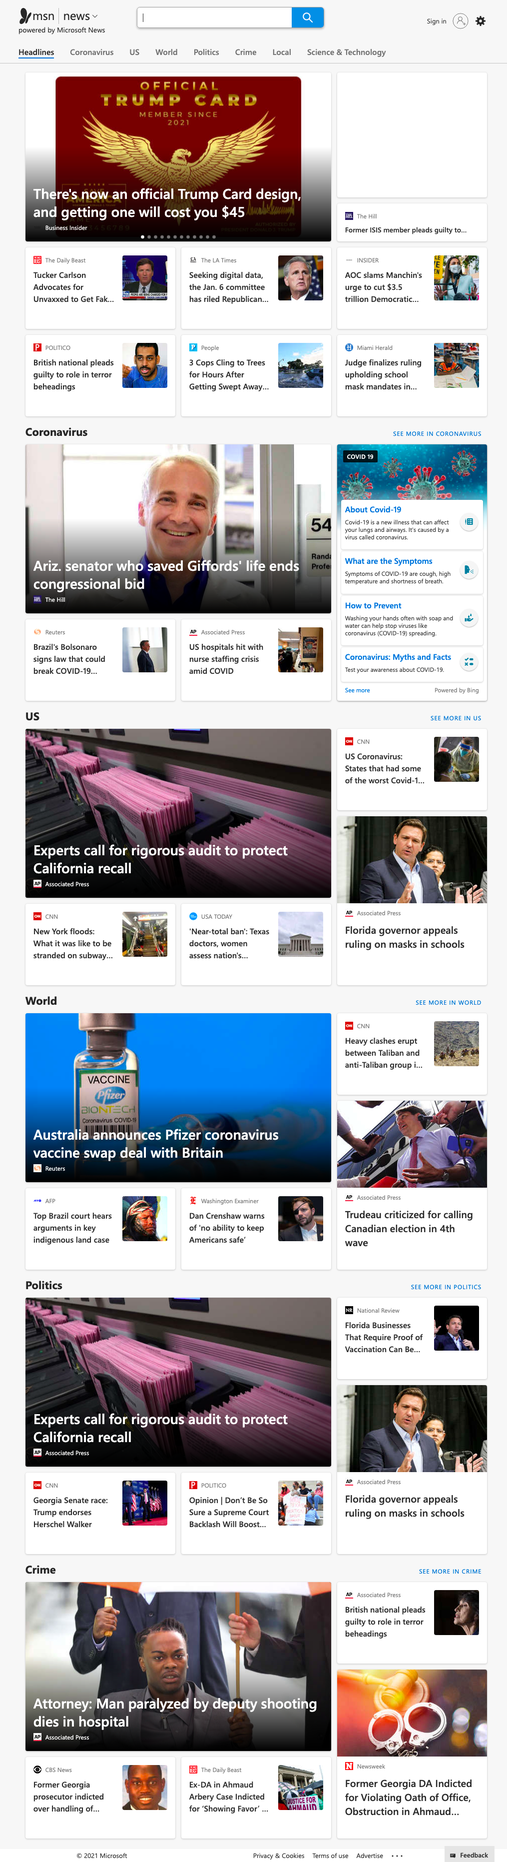 msn news
powered by Microsoft News
Sign in
Headlines Coronavirus US World Politics Crime Local Science & Technology
OFFICIAL
TRUMP CARD
MEMBER SINCE
2021
There's now an official Trump Card design,
and getting one will cost you $45
Business Insider
The Hill
Former ISIS member pleads guilty to...
The Daily Beast
Tucker Carlson
Advocates for
Unvaxxed to Get Fak...
The LA Times
Seeking digital data,
the Jan. 6 committee
has riled Republican...
INSIDER
AOC slams Manchin's
urge to cut $3.5
trillion Democratic...
POLITICO
British national pleads
guilty to role in terror
beheadings
People
3 Cops Cling to Trees
for Hours After
Getting Swept Away...
Miami Herald
Judge finalizes ruling
upholding school
mask mandates in...
Coronavirus
SEE MORE IN CORONAVIRUS
54
Ariz. senator who saved Giffords' life ends
congressional bid
The Hill
COVID 19
About Covid-19
Covid-19 is a new illness that can affect
your lungs and airways. It's caused by a
virus called coronavirus.
What are the Symptoms
Symptoms of COVID-19 are cough, high
temperature and shortness of breath.
How to Prevent
Washing your hands often with soap and
water can help stop viruses like
coronavirus (COVID-19) spreading.
Coronavirus: Myths and Facts
Test your awareness about COVID-19.
See more
Powered by Bing
Reuters
Brazil's Bolsonaro
signs law that could
break COVID-19...
Associated Press
US hospitals hit with
nurse staffing crisis
amid COVID
US
SEE MORE IN US
Experts call for rigorous audit to protect
California recall
Associated Press
CNN
US Coronavirus:
States that had some
of the worst Covid-1...
Associated Press
Florida governor appeals
ruling on masks in schools
CNN
New York floods:
What it was like to be
stranded on subway...
USA TODAY
'Near-total ban': Texas
doctors, women
assess nation's...
World
SEE MORE IN WORLD
VACCINE
Pfizer
BIONTECH
Coronavirus COVID-19
Australia announces Pfizer coronavirus
vaccine swap deal with Britain
Reuters
CNN
Heavy clashes erupt
between Taliban and
anti-Taliban group i...
Associated Press
Trudeau criticized for calling
Canadian election in 4th
wave
AFP
Top Brazil court hears
arguments in key
indigenous land case
Washington Examiner
Dan Crenshaw warns
of 'no ability to keep
Americans safe'
Politics
SEE MORE IN POLITICS
Experts call for rigorous audit to protect
California recall
Associated Press
National Review
Florida Businesses
That Require Proof of
Vaccination Can Be...
Associated Press
Florida governor appeals
ruling on masks in schools
CNN
Georgia Senate race:
Trump endorses
Herschel Walker
POLITICO
Opinion | Don't Be So
Sure a Supreme Court
Backlash Will Boost...
Crime
SEE MORE IN CRIME
Attorney: Man paralyzed by deputy shooting
dies in hospital
Associated Press
Associated Press
British national pleads
guilty to role in terror
beheadings
Newsweek
Former Georgia DA Indicted
for Violating Oath of Office,
Obstruction in Ahmaud...
CBS News
Former Georgia
prosecutor indicted
over handling of...
The Daily Beast
Ex-DA in Ahmaud
Arbery Case Indicted
for 'Showing Favor' ...
JUSTICE FOR
AHMAUD
© 2021 Microsoft
Privacy & Cookies Terms of use Advertise ...
Feedback